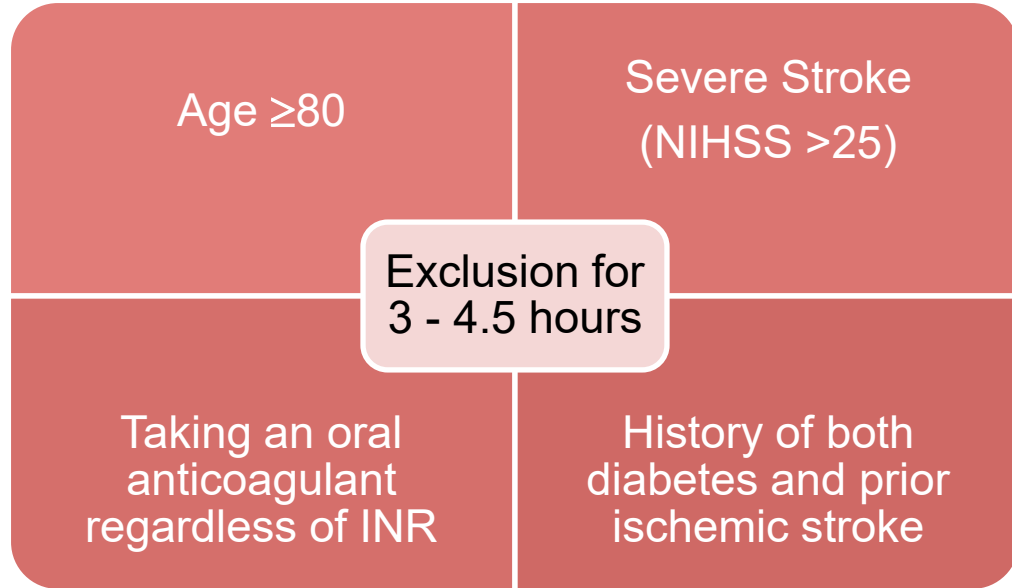 Age ≥80
Severe Stroke
(NIHSS >25)
Exclusion for
3 - 4.5 hours
Taking an oral
anticoagulant
regardless of INR
History of both
diabetes and prior
ischemic stroke